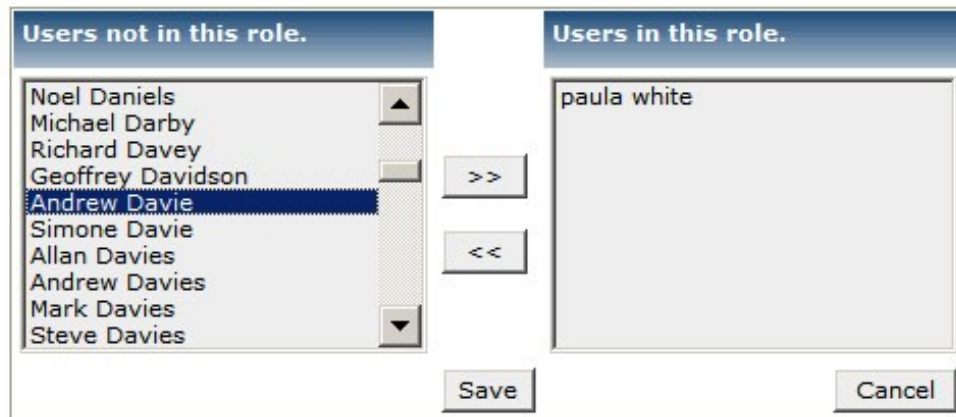 Users not in this role.
Users in this role.
Noel Daniels
Michael Darby
Richard Davey
Geoffrey Davidson
Andrew Davie
Simone Davie
Allan Davies
Andrew Davies
Mark Davies
Steve Davies
>>
<<
paula white
Save
Cancel